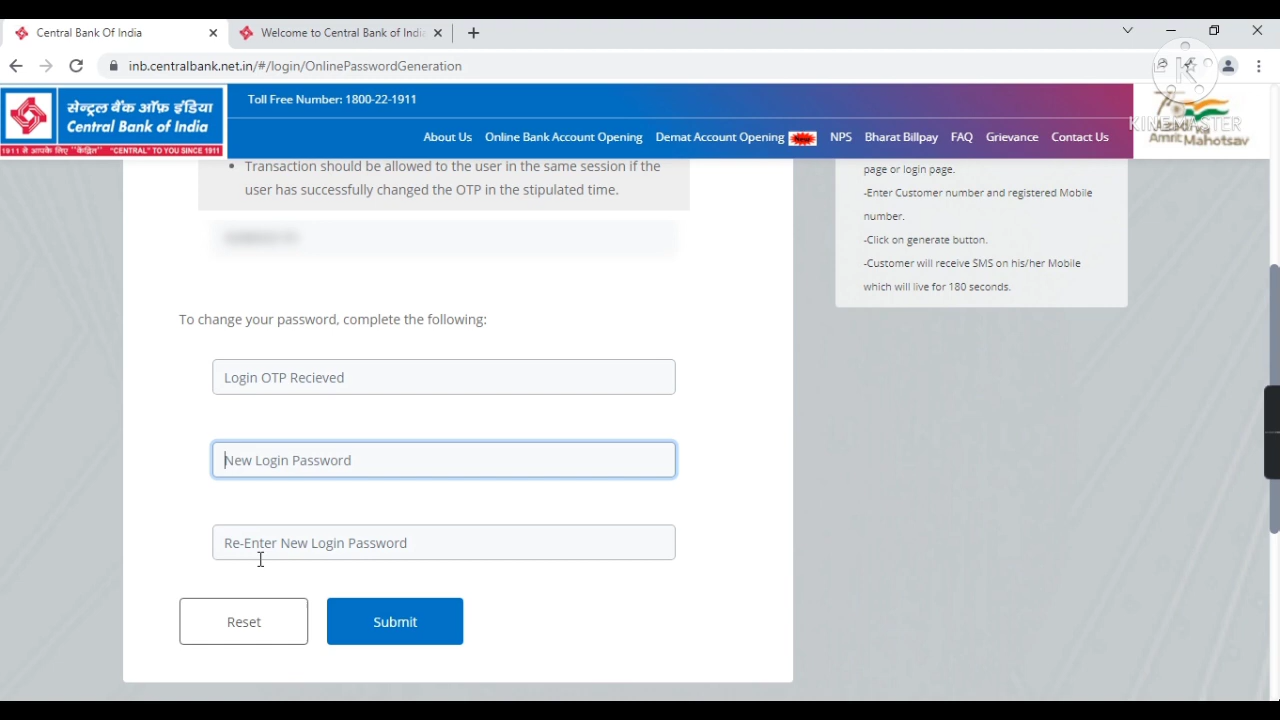 Central Bank Of India
Welcome to Central Bank of India
inb.centralbank.net.in/#/login/OnlinePasswordGeneration
सेन्ट्रल बैंक ऑफ़ इंडिया
Central Bank of India
1911 से आपके लिए "केंद्रित" "CENTRAL" TO YOU SINCE 1911
Toll Free Number: 1800-22-1911
About Us Online Bank Account Opening Demat Account Opening New NPS Bharat Billpay FAQ Grievance Contact Us
KINEMASTER
Amrit Mahotsav
• Transaction should be allowed to the user in the same session if the
user has successfully changed the OTP in the stipulated time.
To change your password, complete the following:
Login OTP Recieved
New Login Password
Re-Enter New Login Password
Reset Submit
page or login page.
-Enter Customer number and registered Mobile
number.
-Click on generate button.
-Customer will receive SMS on his/her Mobile
which will live for 180 seconds.